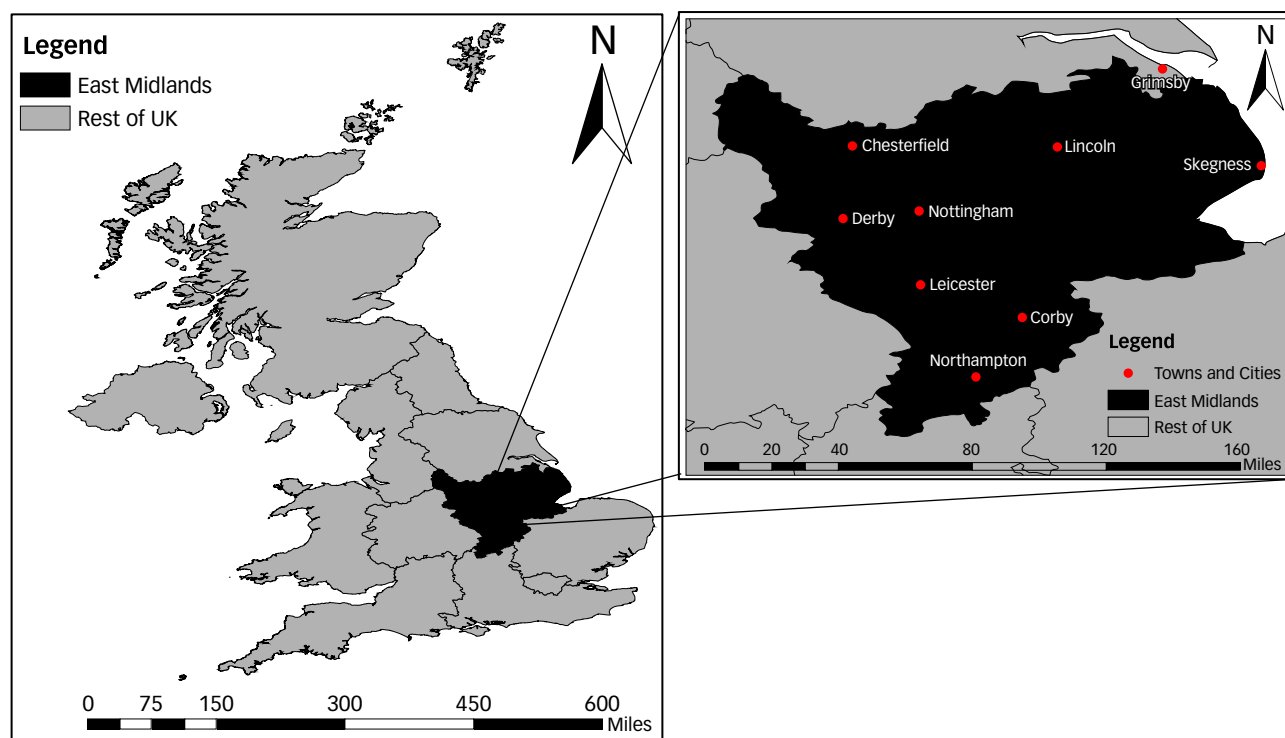 Legend
East Midlands
Rest of UK
N
0 75 150 300 450 600
Miles
N
Grimsby
Chesterfield
Lincoln
Skegness
Nottingham
Derby
Leicester
Corby
Northampton
Legend
Towns and Cities
East Midlands
Rest of UK
0 20 40 80 120 160
Miles